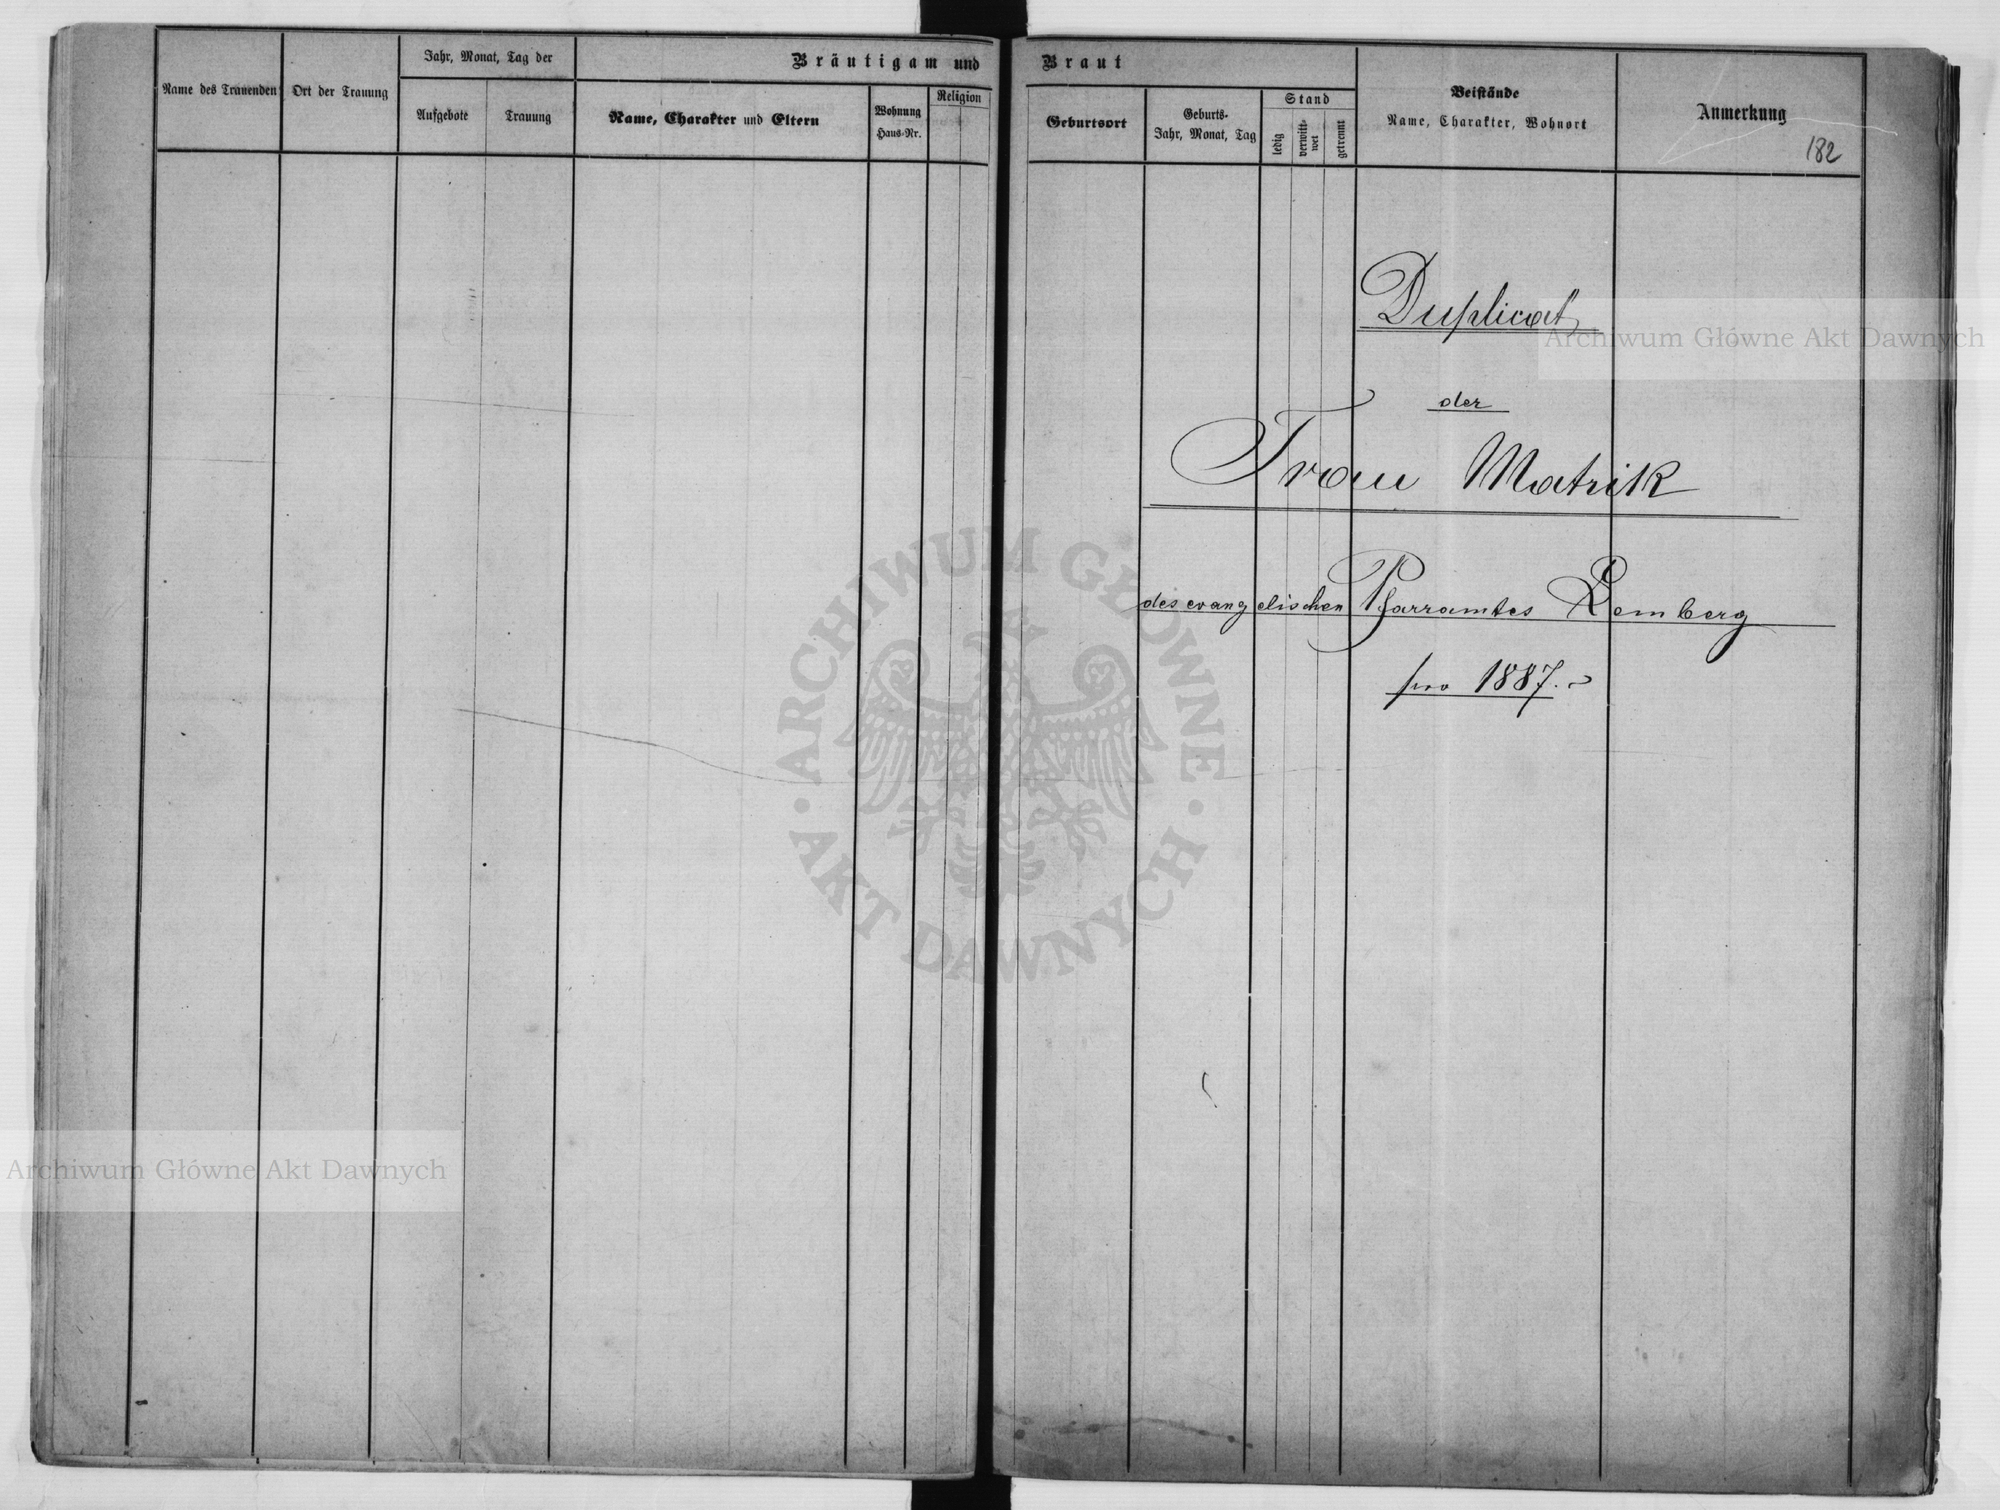 Name des Trauenden
Ort der Trauung
Jahr, Monat, Tag der
Aufgebote
Trauung
Bräutigam und
Name, Charakter und Eltern
Wohnung
Haus-Nr.
Religion
Braut
Geburtsort
Geburts-
Jahr, Monat, Tag
Stand
ledig
verwitt-
wet
getrennt
Beistände
Name, Charakter, Wohnort
Anmerkung
182
Duplicat
der
Trau Matrik
des evangelischen Pfarramtes Lemberg
pro 1887.
Archiwum Główne Akt Dawnych
ARCHIWUM GŁÓWNE
AKT DAWNYCH
Archiwum Główne Akt Dawnych